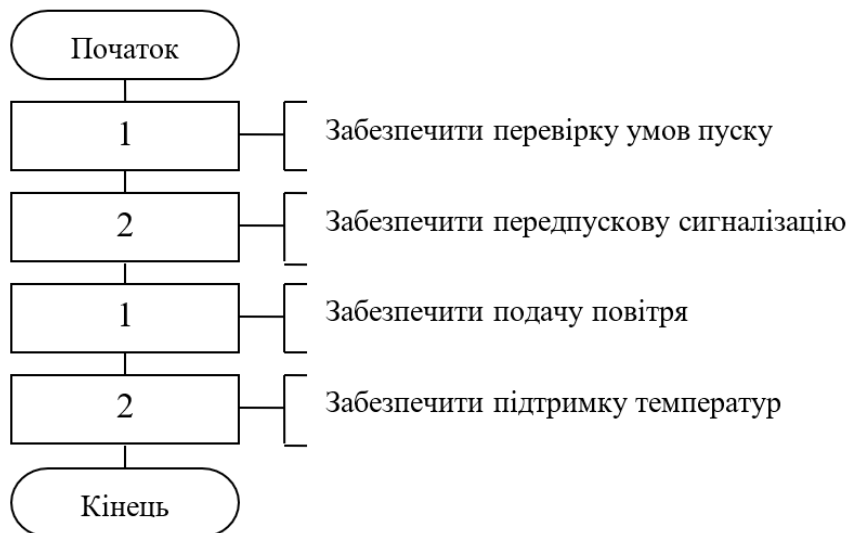 Початок
1
Забезпечити перевірку умов пуску
2
Забезпечити передпускову сигналізацію
1
Забезпечити подачу повітря
2
Забезпечити підтримку температур
Кінець